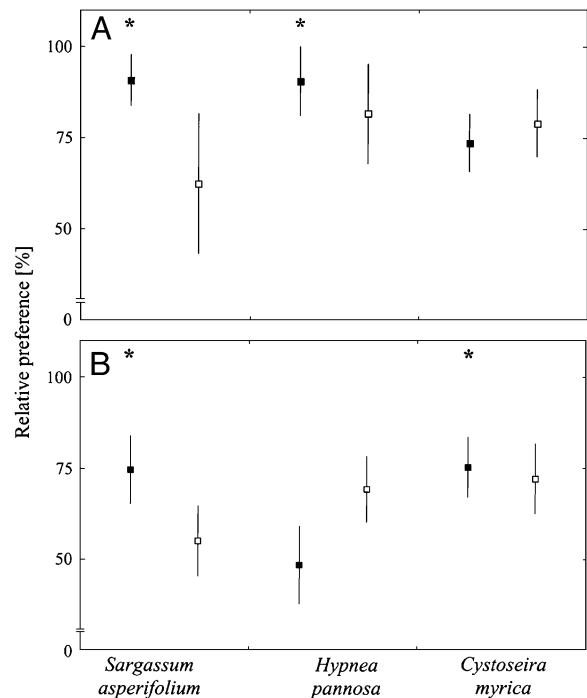 A
*
*
100
75
50
0
Relative preference [%]
B
*
*
100
75
50
0
Sargassum
asperifolium
Hypnea
pannosa
Cystoseira
myrica